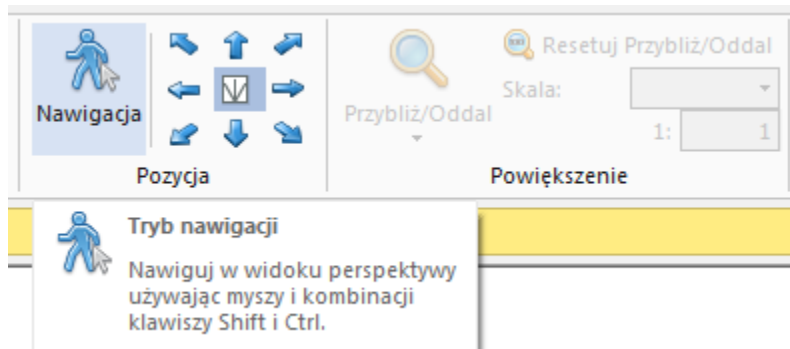 Nawigacja
Pozycja
Przybliż/Oddal
Resetuj Przybliż/Oddal
Skala:
1: 1
Powiększenie
Tryb nawigacji
Nawiguj w widoku perspektywy
używając myszy i kombinacji
klawiszy Shift i Ctrl.